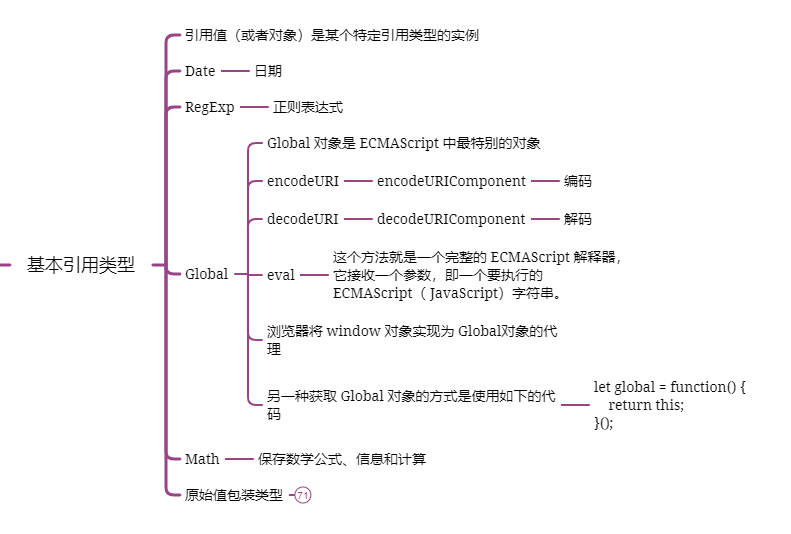 引用值（或者对象）是某个特定引用类型的实例
Date 日期
RegExp 正则表达式
Global 对象是 ECMAScript 中最特别的对象
encodeURI encodeURIComponent 编码
decodeURI decodeURIComponent 解码
基本引用类型
Global
eval
这个方法就是一个完整的 ECMAScript 解释器，
它接收一个参数，即一个要执行的
ECMAScript（ JavaScript）字符串。
浏览器将 window 对象实现为 Global对象的代
理
另一种获取 Global 对象的方式是使用如下的代
码
let global = function() {
return this;
}();
Math 保存数学公式、信息和计算
原始值包装类型 71